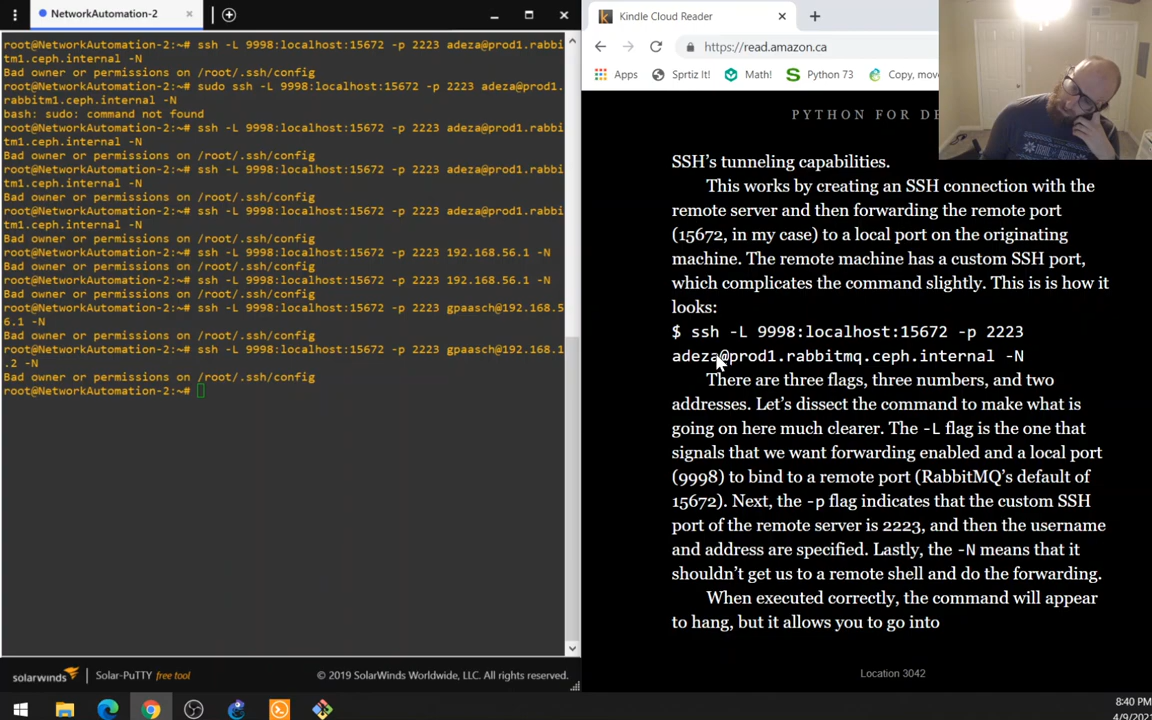 NetworkAutomation-2
root@NetworkAutomation-2:~# ssh -L 9998:localhost:15672 -p 2223 adeza@prod1.rabbi
tm1.ceph.internal -N
Bad owner or permissions on /root/.ssh/config
root@NetworkAutomation-2:~# sudo ssh -L 9998:localhost:15672 -p 2223 adeza@prod1.
rabbitm1.ceph.internal -N
bash: sudo: command not found
root@NetworkAutomation-2:~# ssh -L 9998:localhost:15672 -p 2223 adeza@prod1.rabbi
tm1.ceph.internal -N
Bad owner or permissions on /root/.ssh/config
root@NetworkAutomation-2:~# ssh -L 9998:localhost:15672 -p 2223 adeza@prod1.rabbi
tm1.ceph.internal -N
Bad owner or permissions on /root/.ssh/config
root@NetworkAutomation-2:~# ssh -L 9998:localhost:15672 -p 2223 adeza@prod1.rabbi
tm1.ceph.internal -N
Bad owner or permissions on /root/.ssh/config
root@NetworkAutomation-2:~# ssh -L 9998:localhost:15672 -p 2223 192.168.56.1 -N
Bad owner or permissions on /root/.ssh/config
root@NetworkAutomation-2:~# ssh -L 9998:localhost:15672 -p 2223 192.168.56.1 -N
Bad owner or permissions on /root/.ssh/config
root@NetworkAutomation-2:~# ssh -L 9998:localhost:15672 -p 2223 gpaasch@192.168.5
6.1 -N
Bad owner or permissions on /root/.ssh/config
root@NetworkAutomation-2:~# ssh -L 9998:localhost:15672 -p 2223 gpaasch@192.168.1
.2 -N
Bad owner or permissions on /root/.ssh/config
root@NetworkAutomation-2:~#
solarwinds
Solar-PuTTY free tool
© 2019 SolarWinds Worldwide, LLC. All rights reserved.
Kindle Cloud Reader
https://read.amazon.ca
Apps
Sprtiz It!
Math!
Python 73
Copy, mov
PYTHON FOR DE
SSH's tunneling capabilities.
This works by creating an SSH connection with the
remote server and then forwarding the remote port
(15672, in my case) to a local port on the originating
machine. The remote machine has a custom SSH port,
which complicates the command slightly. This is is how it
looks:
$ ssh -L 9998:localhost:15672 -p 2223
adeza@prod1.rabbitmq.ceph.internal -N
There are three flags, three numbers, and two
addresses. Let's dissect the command to make what is
going on here much clearer. The -L flag is the one that
signals that we want forwarding enabled and a local port
(9998) to bind to a remote port (RabbitMQ's default of
15672). Next, the -p flag indicates that the custom SSH
port of the remote server is 2223, and then the username
and address are specified. Lastly, the -N means that it
shouldn't get us to a remote shell and do the forwarding.
When executed correctly, the command will appear
to hang, but it allows you to go into
Location 3042
8:40 PM
4/9/202